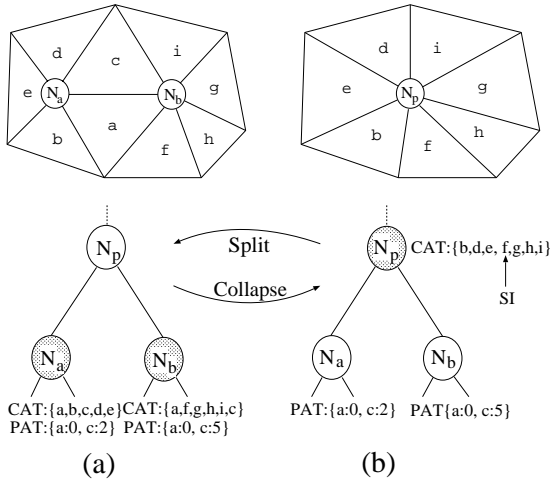 d
c
i
e
N_a
N_b
g
b
a
f
h
d
i
e
N_p
g
b
f
h
N_p
Split
Collapse
N_p
CAT:{b,d,e, f,g,h,i}
SI
N_a
N_b
N_a
N_b
CAT:{a,b,c,d,e}
CAT:{a,f,g,h,i,c}
PAT:{a:0, c:2}
PAT:{a:0, c:5}
PAT:{a:0, c:2}
PAT{a:0, c:5}
(a)
(b)